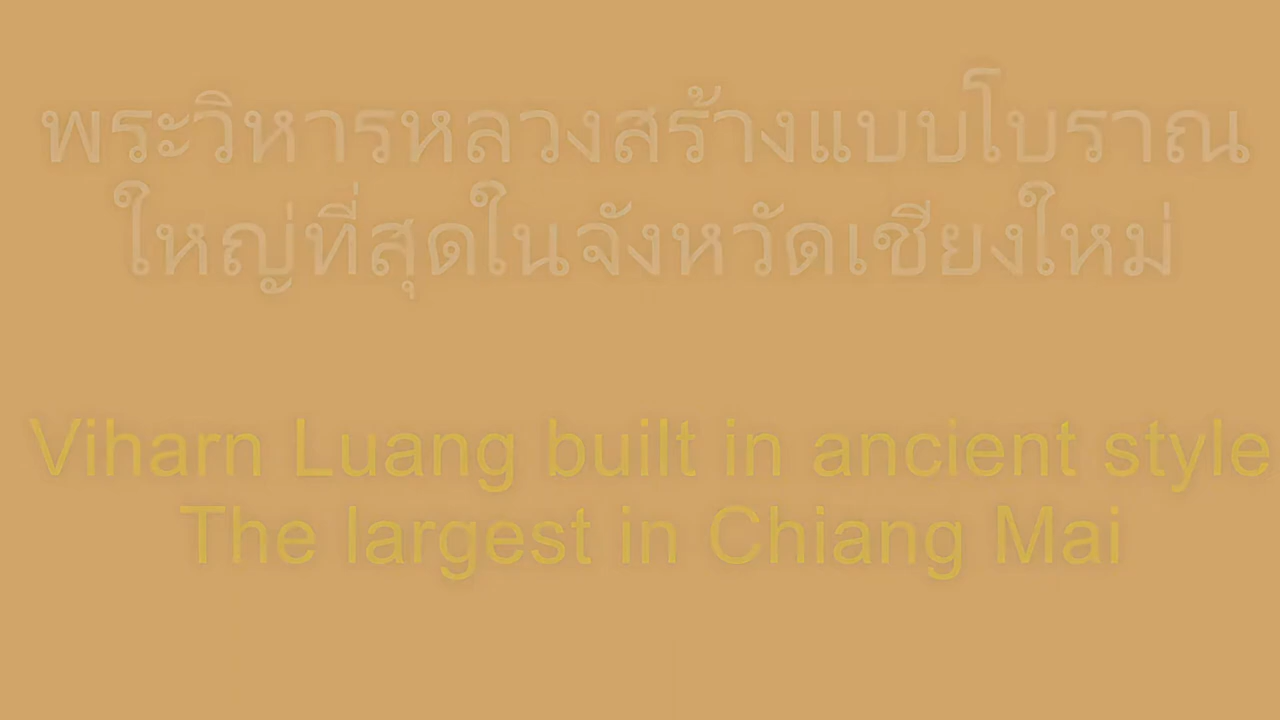 พระวิหารหลวงสร้างแบบโบราณ
ใหญ่ที่สุดในจังหวัดเชียงใหม่
Viharn Luang built in ancient style
The largest in Chiang Mai